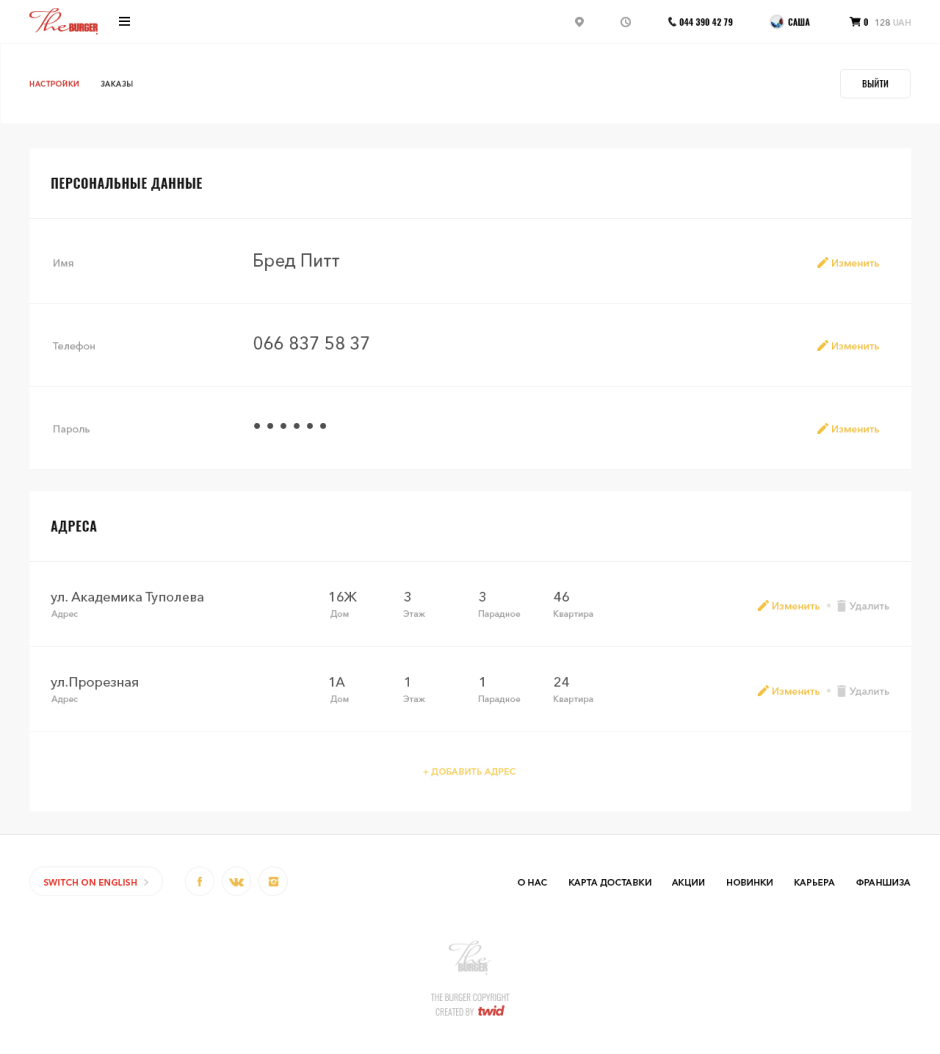 The BURGER
044 390 42 79
САША
0 128 UAH
НАСТРОЙКИ ЗАКАЗЫ
ВЫЙТИ
ПЕРСОНАЛЬНЫЕ ДАННЫЕ
Имя Бред Питт Изменить
Телефон 066 837 58 37 Изменить
Пароль •••••• Изменить
АДРЕСА
ул. Академика Туполева 16Ж 3 3 46
Адрес Дом Этаж Парадное Квартира
Изменить • Удалить
ул.Прорезная 1А 1 1 24
Адрес Дом Этаж Парадное Квартира
Изменить • Удалить
+ ДОБАВИТЬ АДРЕС
SWITCH ON ENGLISH >
О НАС КАРТА ДОСТАВКИ АКЦИИ НОВИНКИ КАРЬЕРА ФРАНШИЗА
The BURGER
THE BURGER COPYRIGHT
CREATED BY twid